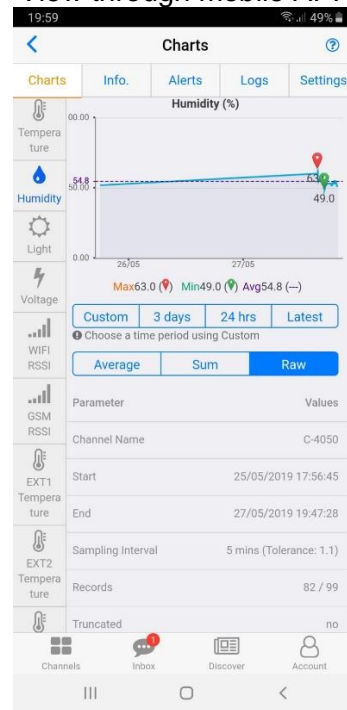 19:59
49%
Charts
Charts Info. Alerts Logs Settings
Tempera
ture
Humidity
Light
Voltage
WIFI
RSSI
GSM
RSSI
EXT1
Tempera
ture
EXT2
Tempera
ture
Humidity (%)
00.00
54.8
50.00
63.0
49.0
0.00
26/05 27/05
Max63.0 ( ) Min49.0 ( ) Avg54.8 (---)
Custom 3 days 24 hrs Latest
Choose a time period using Custom
Average Sum Raw
Parameter Values
Channel Name C-4050
Start 25/05/2019 17:56:45
End 27/05/2019 19:47:28
Sampling Interval 5 mins (Tolerance: 1.1)
Records 82 / 99
Truncated no
1
Channels Inbox Discover Account